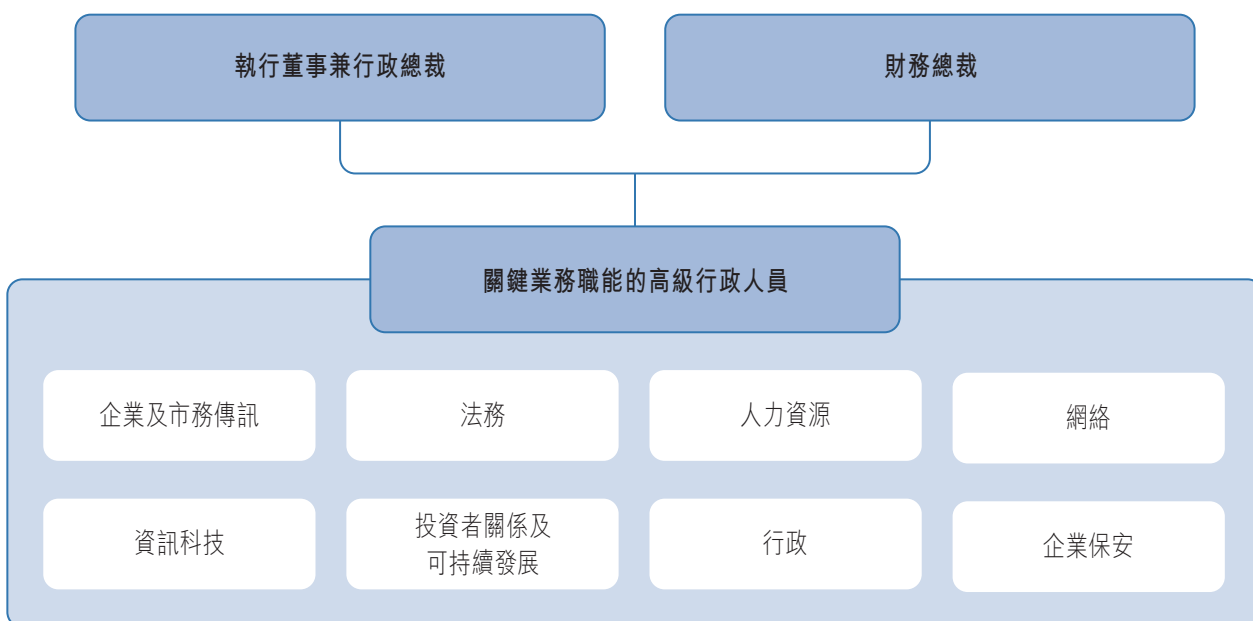 執行董事兼行政總裁
財務總裁
關鍵業務職能的高級行政人員
企業及市務傳訊
法務
人力資源
網絡
資訊科技
投資者關係及
可持續發展
行政
企業保安